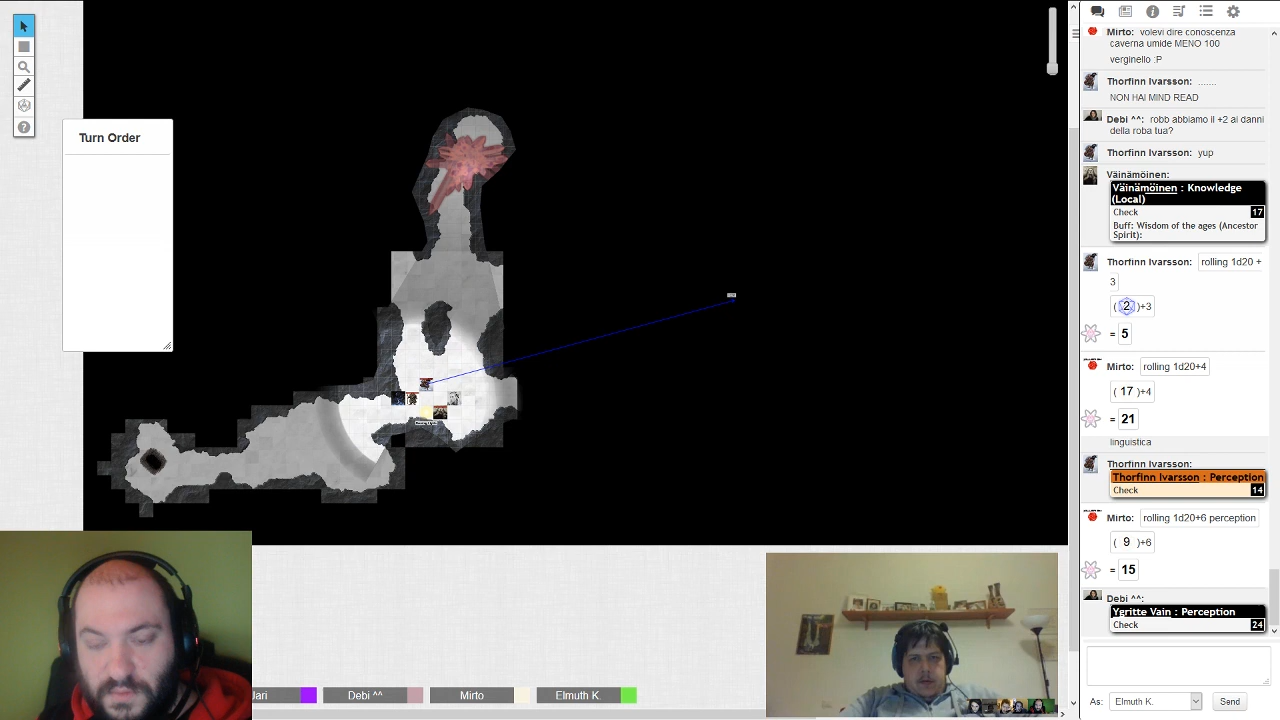 Turn Order
Mirto: volevi dire conoscenza
caverna umide MENO 100
verginello :P
Thorfinn Ivarsson: .......
NON HAI MIND READ
Debi ^^: robb abbiamo il +2 ai danni
della roba tua?
Thorfinn Ivarsson: yup
Väinämöinen:
Väinämöinen : Knowledge
(Local)
Check 17
Buff: Wisdom of the ages (Ancestor
Spirit):
Thorfinn Ivarsson: rolling 1d20 +
3
( 2 )+3
= 5
Mirto: rolling 1d20+4
( 17 )+4
= 21
linguistica
Thorfinn Ivarsson:
Thorfinn Ivarsson : Perception
Check 14
Mirto: rolling 1d20+6 perception
( 9 )+6
= 15
Debi ^^:
Ygritte Vain : Perception
Check 24
As: Elmuth K. Send
Jari Debi ^^ Mirto Elmuth K.